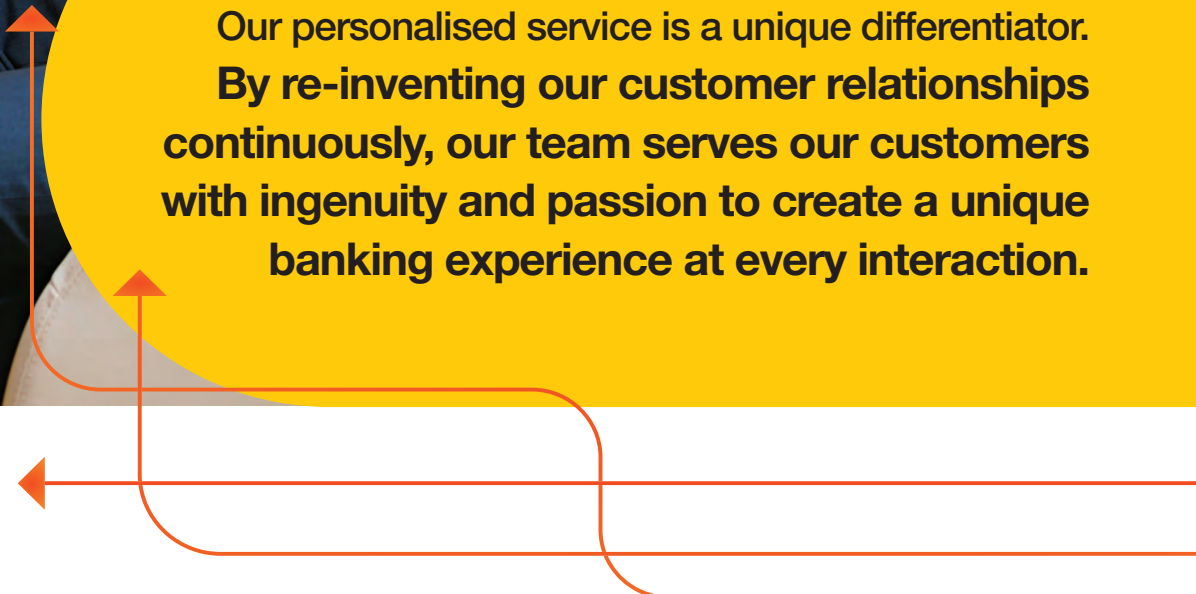 Our personalised service is a unique differentiator.
By re-inventing our customer relationships
continuously, our team serves our customers
with ingenuity and passion to create a unique
banking experience at every interaction.